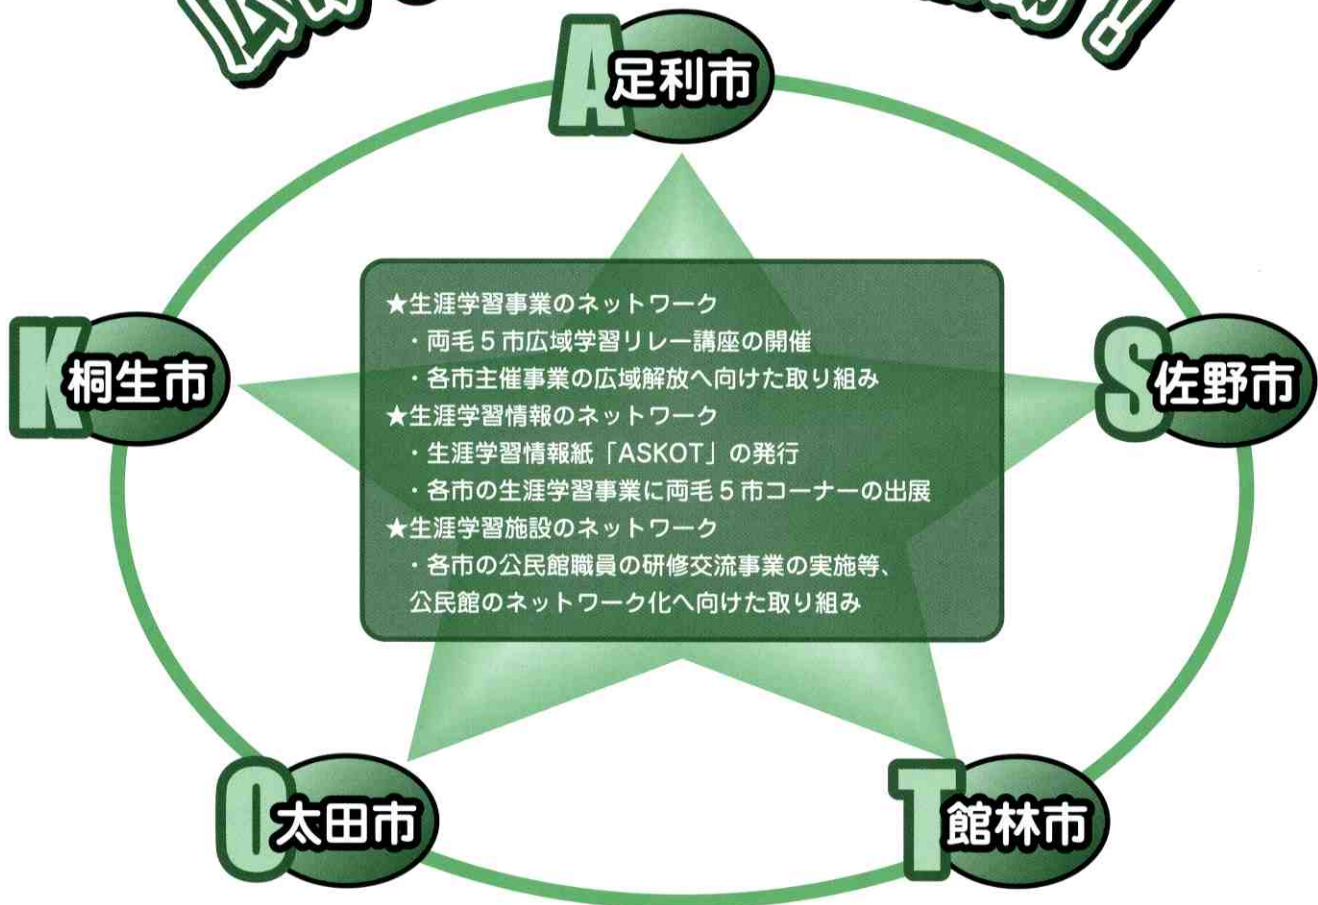 A 足利市
K 桐生市
S 佐野市
★生涯学習事業のネットワーク
・両毛5市広域学習リレー講座の開催
・各市主催事業の広域解放へ向けた取り組み
★生涯学習情報のネットワーク
・生涯学習情報紙「ASKOT」の発行
・各市の生涯学習事業に両毛5市コーナーの出展
★生涯学習施設のネットワーク
・各市の公民館職員の研修交流事業の実施等、
公民館のネットワーク化へ向けた取り組み
O 太田市
T 館林市